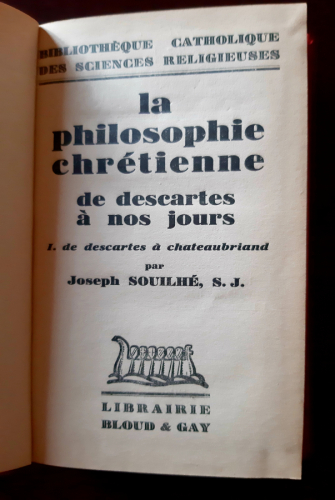 BIBLIOTHÈQUE CATHOLIQUE
DES SCIENCES RELIGIEUSES
la
philosophie
chrétienne
de descartes
à nos jours
I. de descartes à chateaubriand
par
Joseph SOUILHÉ, S. J.
LIBRAIRIE
BLOUD & GAY